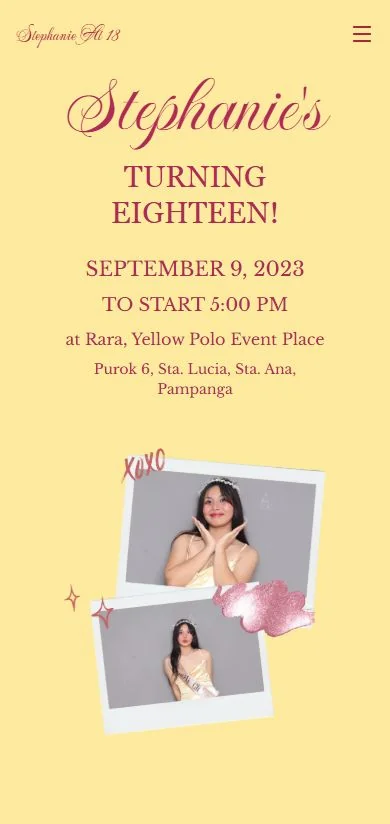 Stephanie At 18
Stephanie's
TURNING
EIGHTEEN!
SEPTEMBER 9, 2023
TO START 5:00 PM
at Rara, Yellow Polo Event Place
Purok 6, Sta. Lucia, Sta. Ana,
Pampanga
XOXO